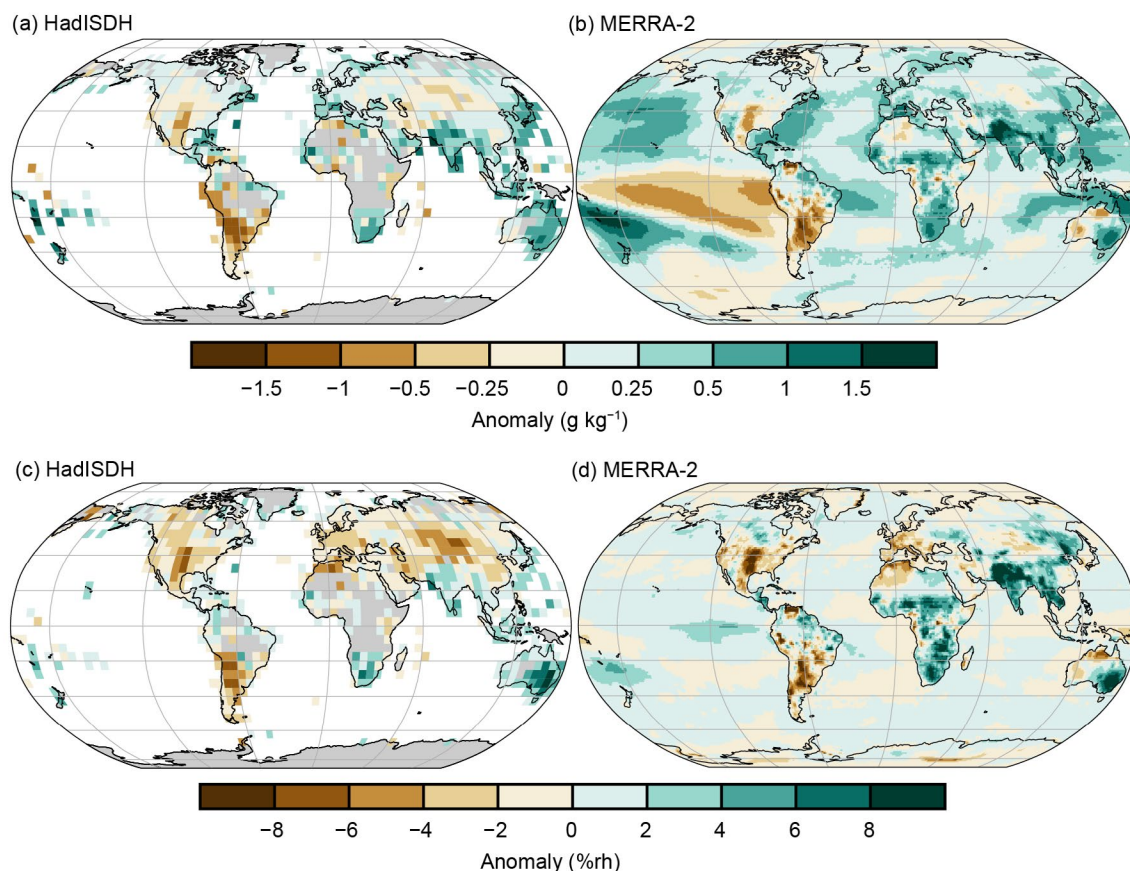 (a) HadISDH
(b) MERRA-2
−1.5 −1 −0.5 −0.25 0 0.25 0.5 1 1.5
Anomaly (g kg⁻¹)
(c) HadISDH
(d) MERRA-2
−8 −6 −4 −2 0 2 4 6 8
Anomaly (%rh)